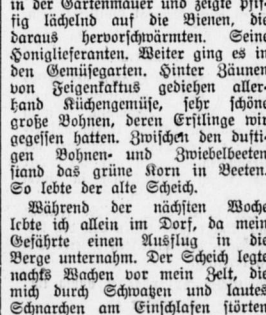 in der Gartenmauer und zeigte pfif-
fig lächelnd auf die Bienen, die
daraus hervorschwärmten. Seine
Honiglieferanten. Weiter ging es in
den Gemüsegarten. Hinter Zäunen
von Feigenkaktus gediehen aller-
hand Küchengemüse, sehr schöne
große Bohnen, deren Erstlinge wir
gegessen hatten. Zwischen den dufti-
gen Bohnen- und Zwiebelbeeten
stand das grüne Korn in Beeten.
So lebte der alte Scheich.
Während der nächsten Woche
lebte ich allein im Dorf, da mein
Gefährte einen Ausflug in die
Berge unternahm. Der Scheich legte
nachts Wachen vor mein Zelt, die
mich durch Schwatzen und lautes
Schnarchen am Einschlafen störten